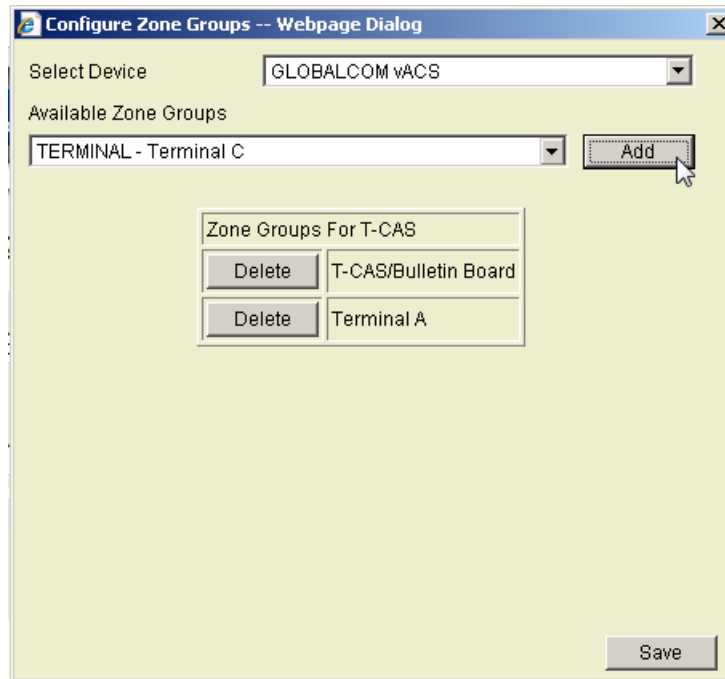 Configure Zone Groups -- Webpage Dialog
Select Device
GLOBALCOM vACS
Available Zone Groups
TERMINAL - Terminal C
Add
Zone Groups For T-CAS
Delete
T-CAS/Bulletin Board
Delete
Terminal A
Save